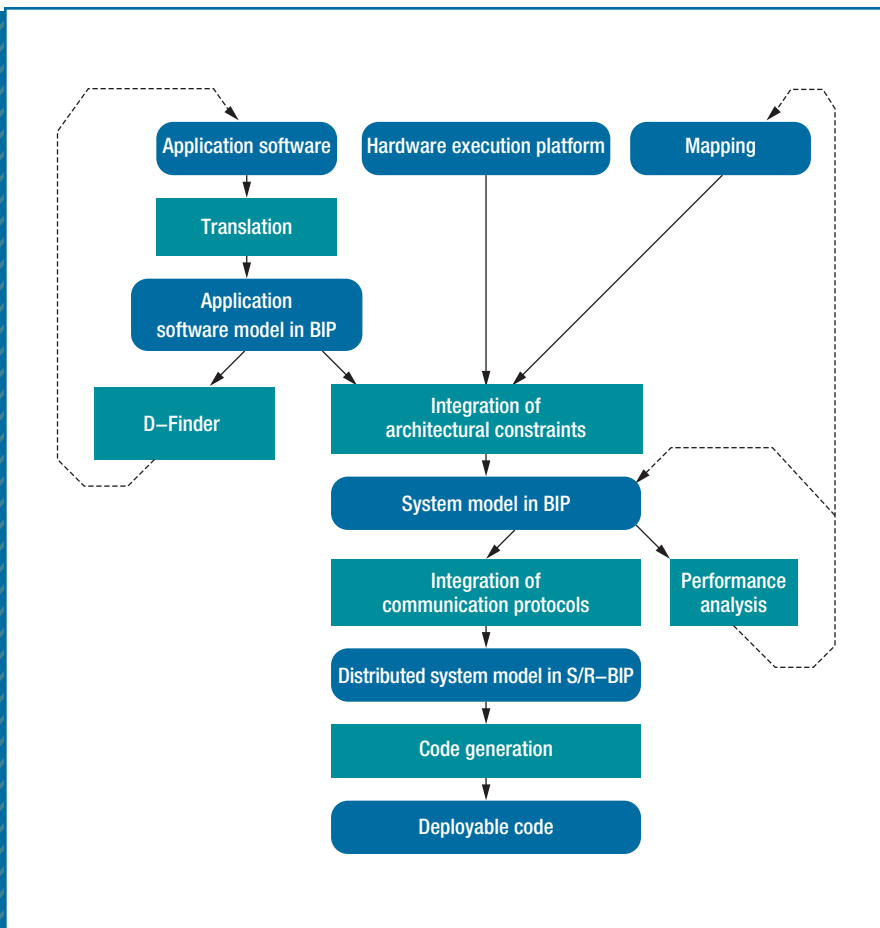 Application software
Hardware execution platform
Mapping
Translation
Application
software model in BIP
D–Finder
Integration of
architectural constraints
System model in BIP
Integration of
communication protocols
Performance
analysis
Distributed system model in S/R–BIP
Code generation
Deployable code